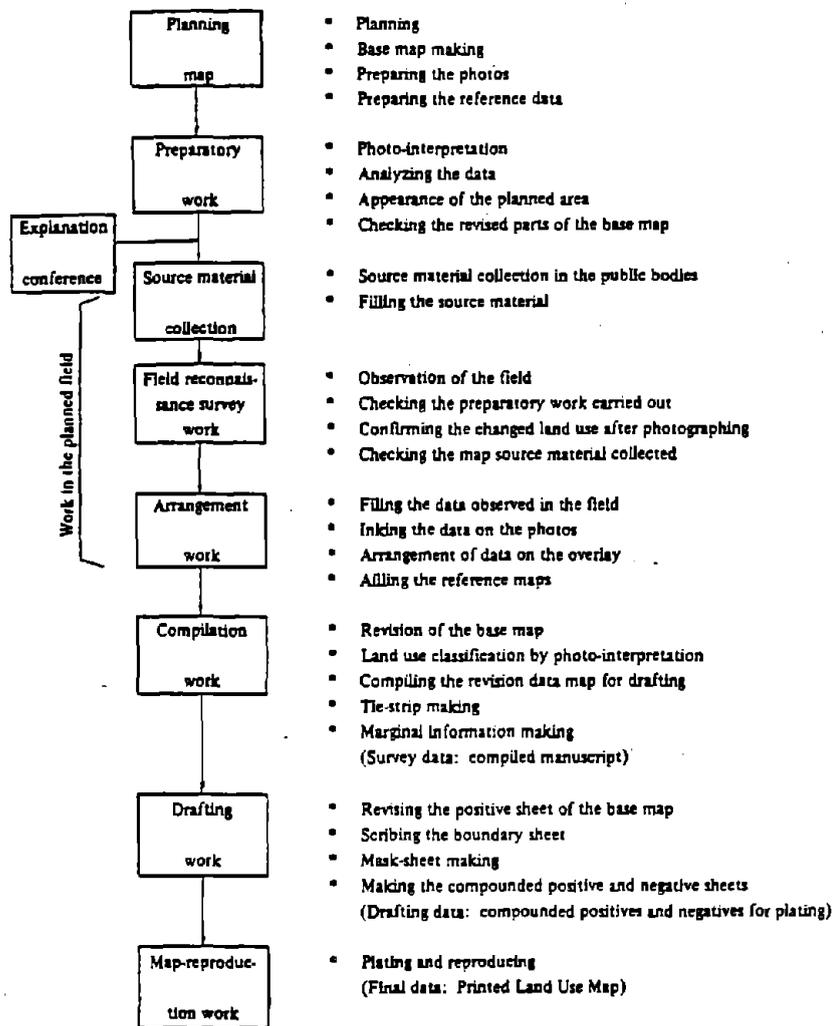 Planning
map
• Planning
• Base map making
• Preparing the photos
• Preparing the reference data
Preparatory
work
• Photo-interpretation
• Analyzing the data
• Appearance of the planned area
• Checking the revised parts of the base map
Explanation
conference
Source material
collection
• Source material collection in the public bodies
• Filling the source material
Work in the planned field
Field reconnais-
sance survey
work
• Observation of the field
• Checking the preparatory work carried out
• Confirming the changed land use after photographing
• Checking the map source material collected
Arrangement
work
• Filing the data observed in the field
• Inking the data on the photos
• Arrangement of data on the overlay
• Afiling the reference maps
Compilation
work
• Revision of the base map
• Land use classification by photo-interpretation
• Compiling the revision data map for drafting
• Tie-strip making
• Marginal information making
(Survey data: compiled manuscript)
Drafting
work
• Revising the positive sheet of the base map
• Scribing the boundary sheet
• Mask-sheet making
• Making the compounded positive and negative sheets
(Drafting data: compounded positives and negatives for plating)
Map-reproduc-
tion work
• Plating and reproducing
(Final data: Printed Land Use Map)